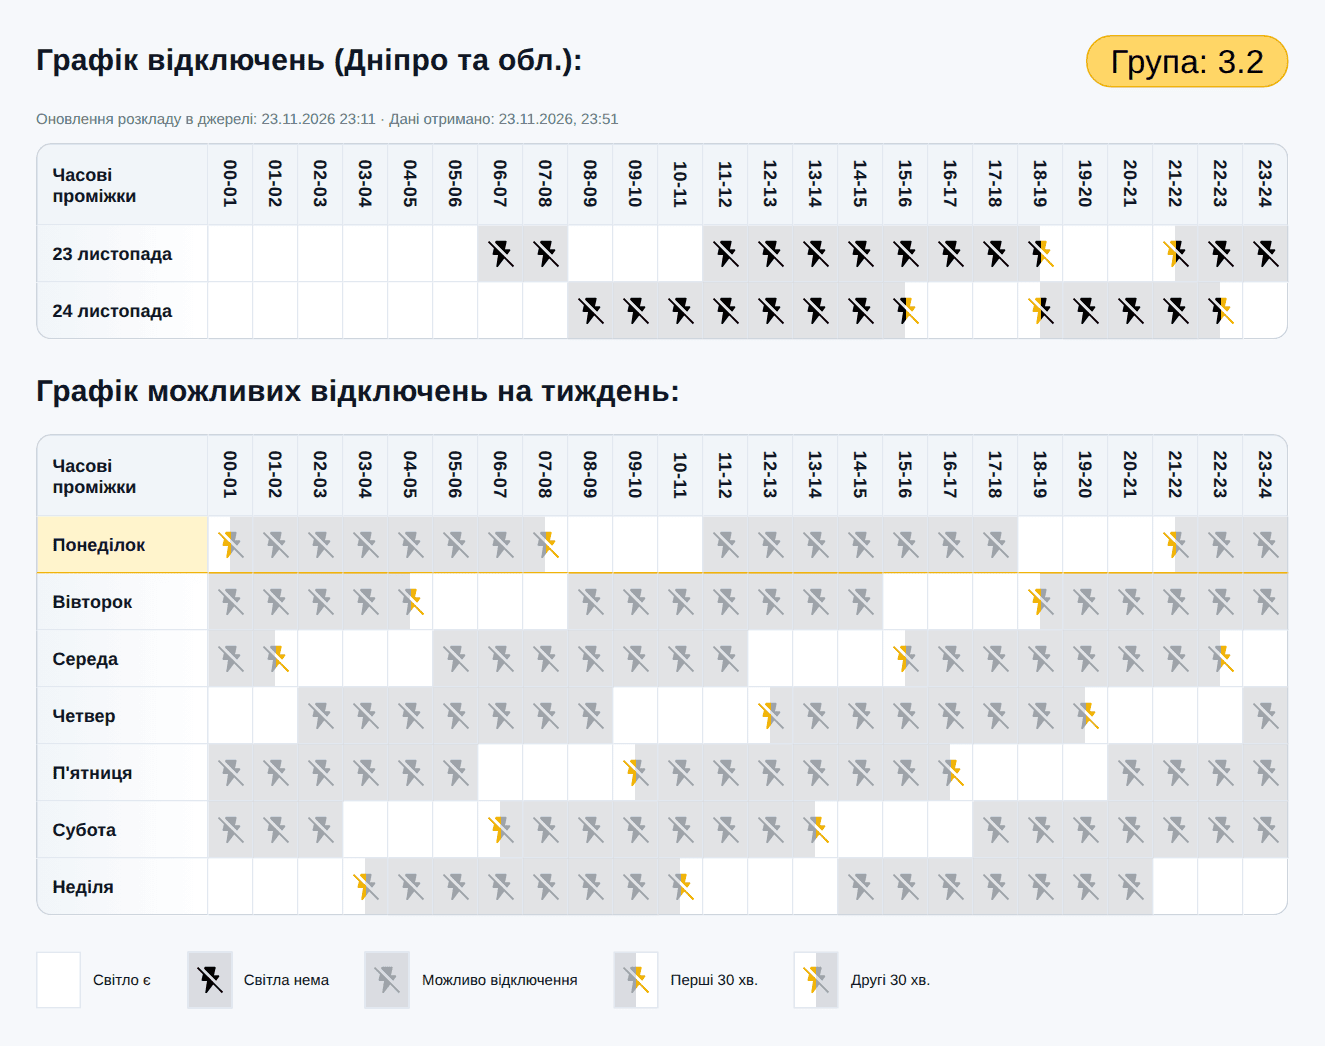 Графік відключень (Дніпро та обл.):
Група: 3.2
Оновлення розкладу в джерелі: 23.11.2026 23:11 · Дані отримано: 23.11.2026, 23:51
Часові
проміжки
00-01 01-02 02-03 03-04 04-05 05-06 06-07 07-08 08-09 09-10 10-11 11-12 12-13 13-14 14-15 15-16 16-17 17-18 18-19 19-20 20-21 21-22 22-23 23-24
23 листопада
24 листопада
Графік можливих відключень на тиждень:
Часові
проміжки
00-01 01-02 02-03 03-04 04-05 05-06 06-07 07-08 08-09 09-10 10-11 11-12 12-13 13-14 14-15 15-16 16-17 17-18 18-19 19-20 20-21 21-22 22-23 23-24
Понеділок
Вівторок
Середа
Четвер
П'ятниця
Субота
Неділя
Світло є
Світла нема
Можливо відключення
Перші 30 хв.
Другі 30 хв.